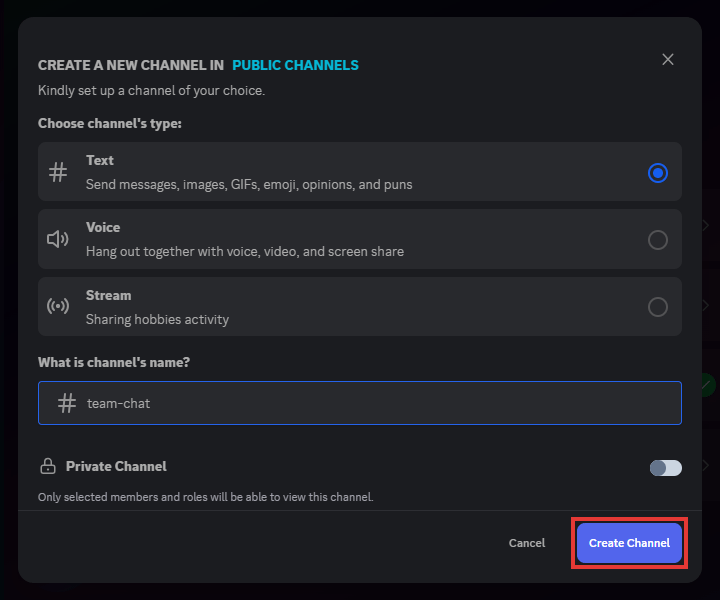 CREATE A NEW CHANNEL IN PUBLIC CHANNELS
Kindly set up a channel of your choice.
Choose channel's type:
Text
Send messages, images, GIFs, emoji, opinions, and puns
Voice
Hang out together with voice, video, and screen share
Stream
Sharing hobbies activity
What is channel's name?
# team-chat
Private Channel
Only selected members and roles will be able to view this channel.
Cancel Create Channel